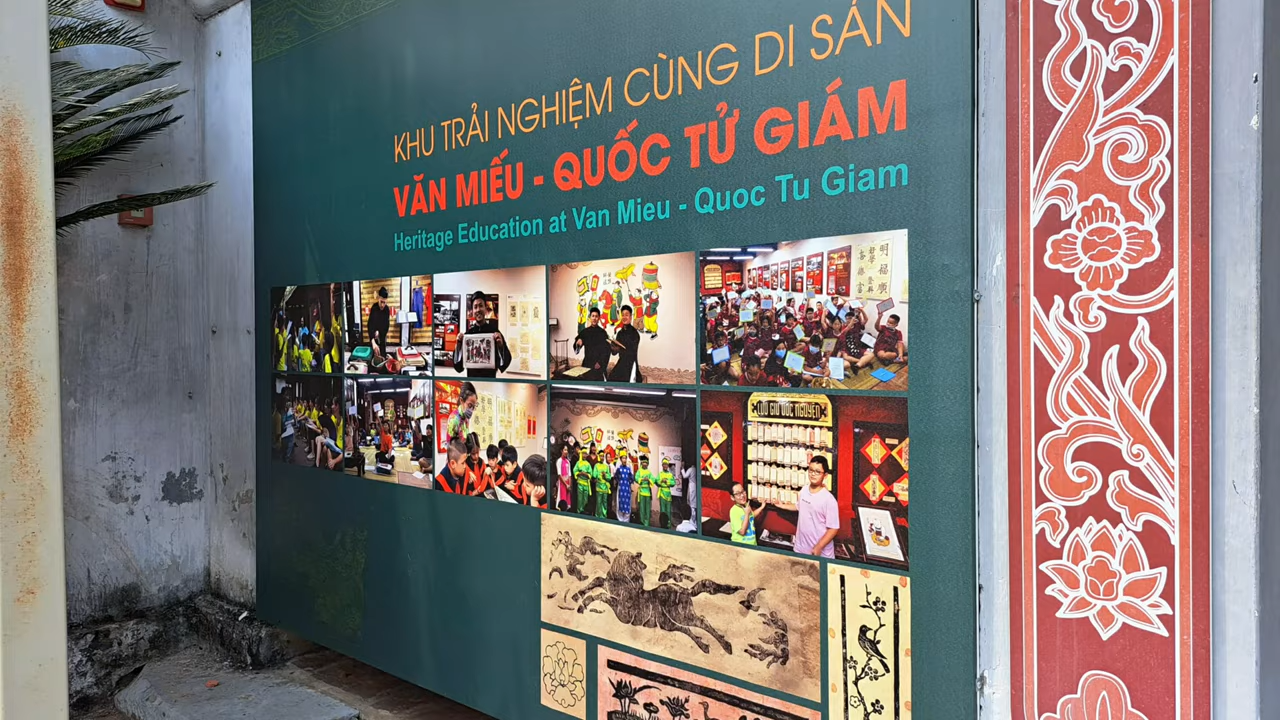 KHU TRẢI NGHIỆM CÙNG DI SẢN
VĂN MIẾU - QUỐC TỬ GIÁM
Heritage Education at Van Mieu - Quoc Tu Giam